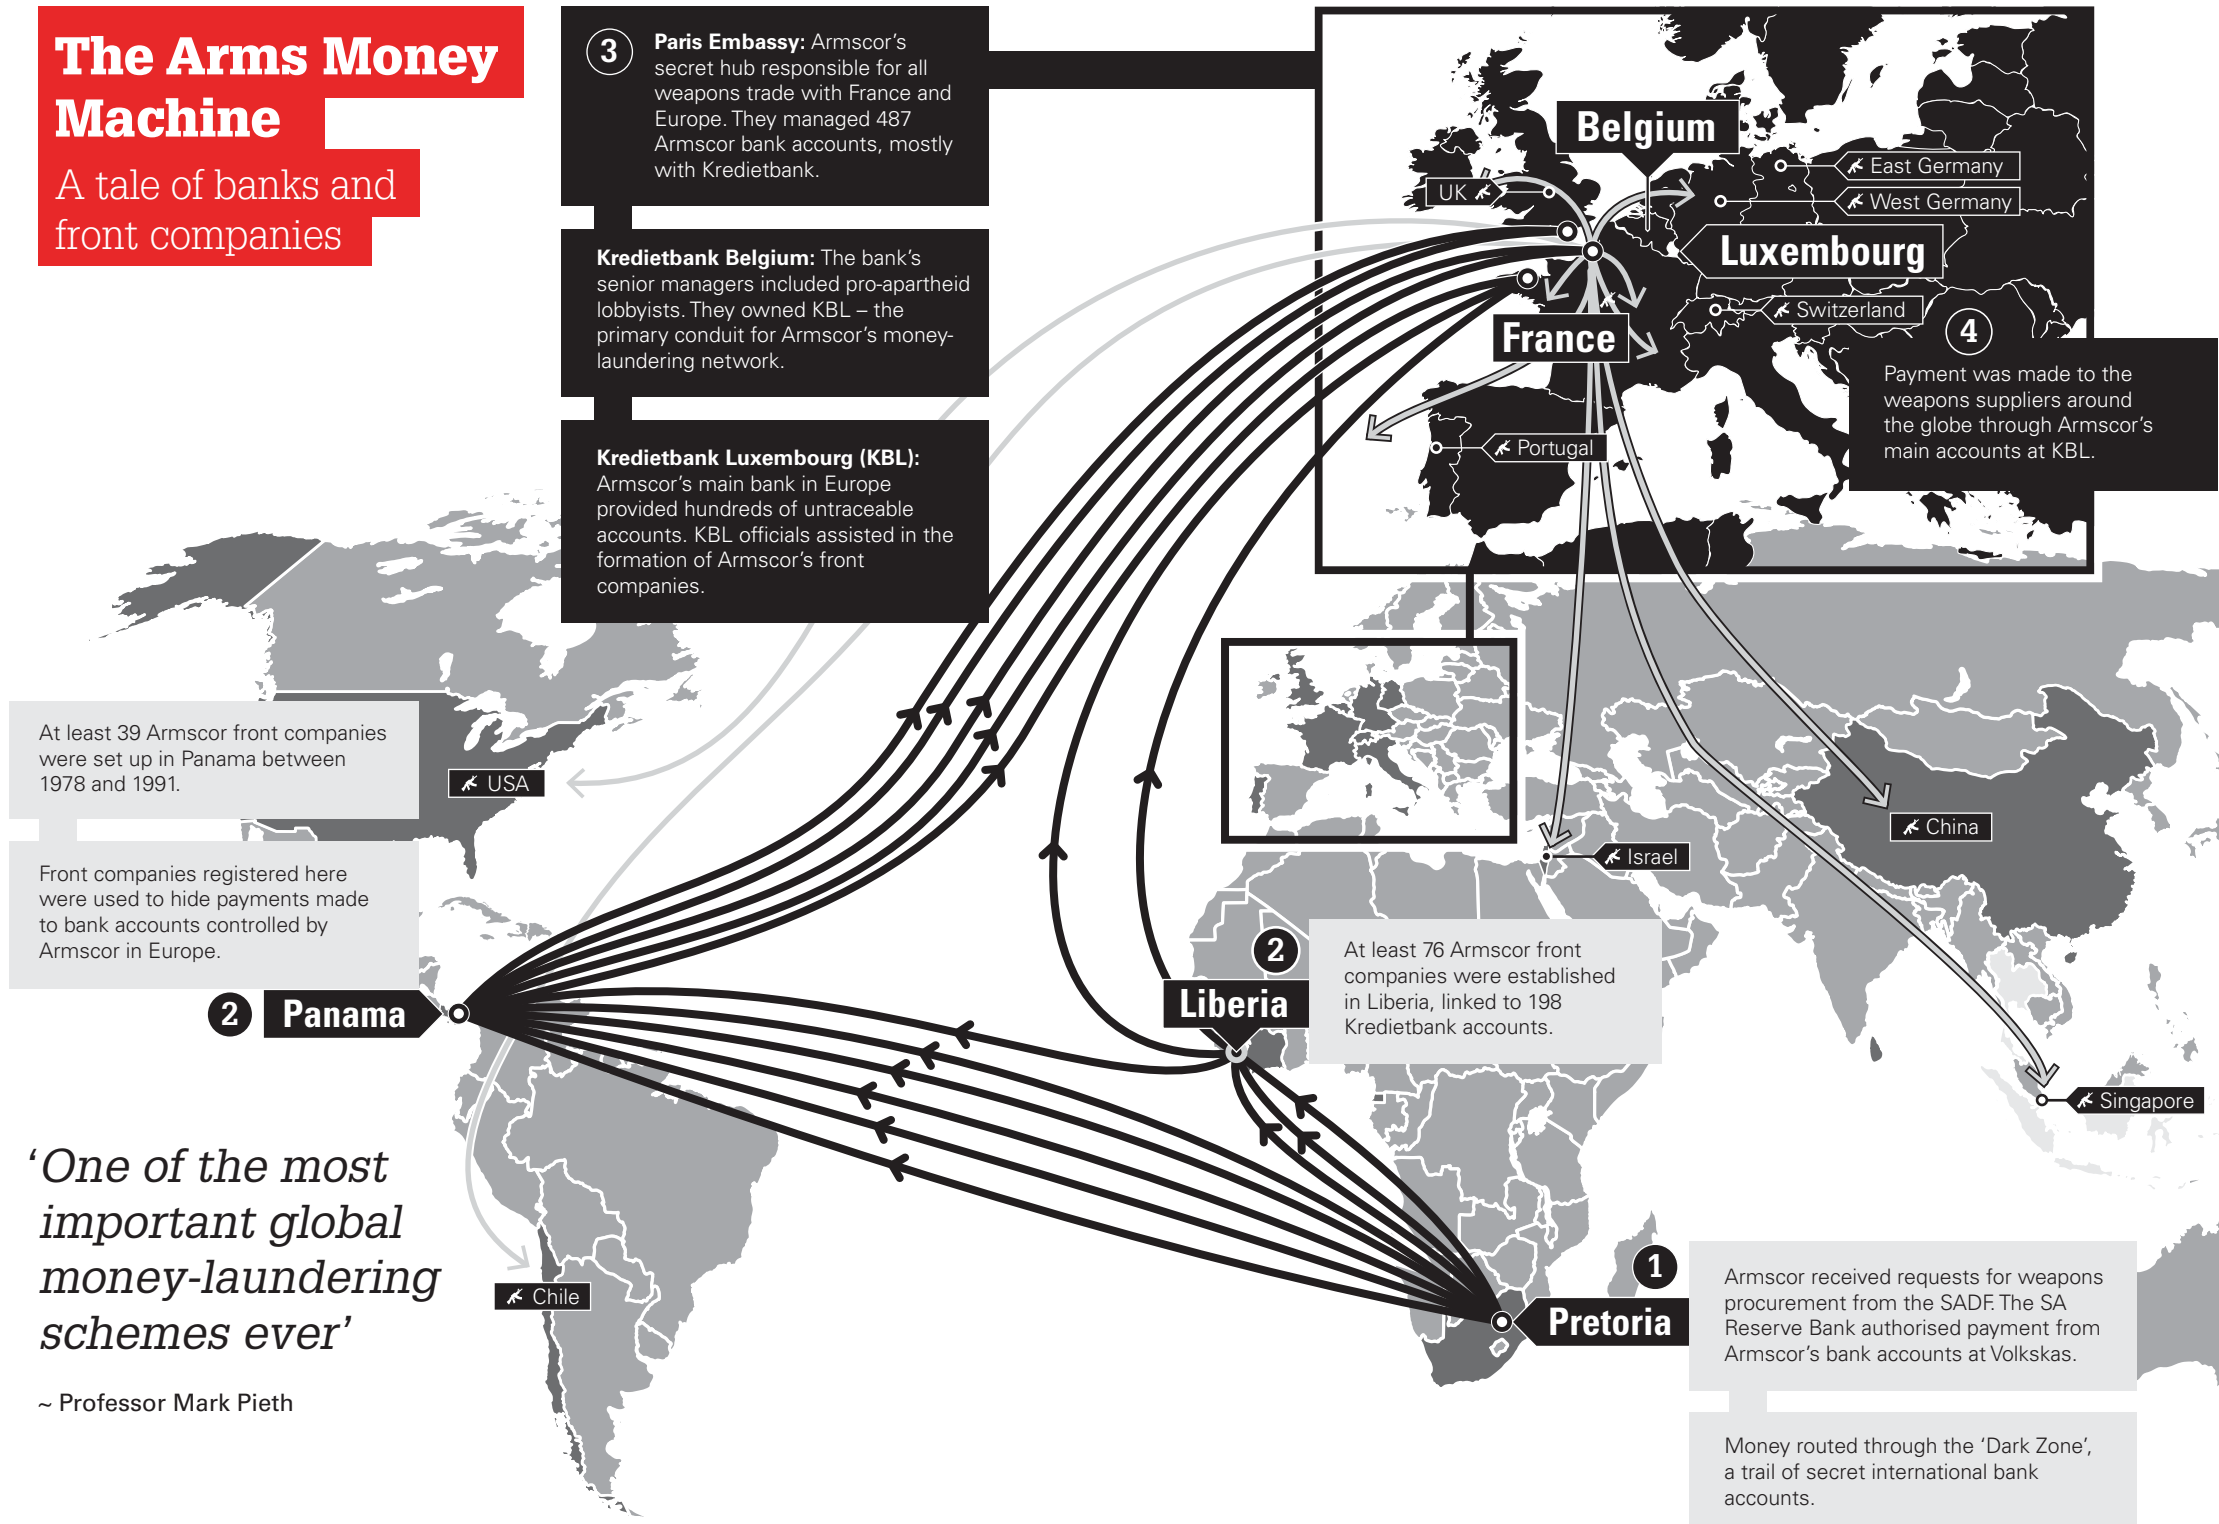 The Arms Money
Machine
A tale of banks and
front companies
3
Paris Embassy: Armscor’s
secret hub responsible for all
weapons trade with France and
Europe. They managed 487
Armscor bank accounts, mostly
with Kredietbank.
Kredietbank Belgium: The bank’s
senior managers included pro-apartheid
lobbyists. They owned KBL – the
primary conduit for Armscor’s money-
laundering network.
Kredietbank Luxembourg (KBL):
Armscor’s main bank in Europe
provided hundreds of untraceable
accounts. KBL officials assisted in the
formation of Armscor’s front
companies.
Belgium
East Germany
UK
West Germany
Luxembourg
Switzerland
France
4
Payment was made to the
weapons suppliers around
the globe through Armscor’s
main accounts at KBL.
Portugal
At least 39 Armscor front companies
were set up in Panama between
1978 and 1991.
USA
Front companies registered here
were used to hide payments made
to bank accounts controlled by
Armscor in Europe.
China
Israel
2
At least 76 Armscor front
companies were established
in Liberia, linked to 198
Kredietbank accounts.
Liberia
2
Panama
Singapore
‘One of the most
important global
money-laundering
schemes ever’
~ Professor Mark Pieth
Chile
1
Pretoria
Armscor received requests for weapons
procurement from the SADF. The SA
Reserve Bank authorised payment from
Armscor’s bank accounts at Volkskas.
Money routed through the ‘Dark Zone’,
a trail of secret international bank
accounts.